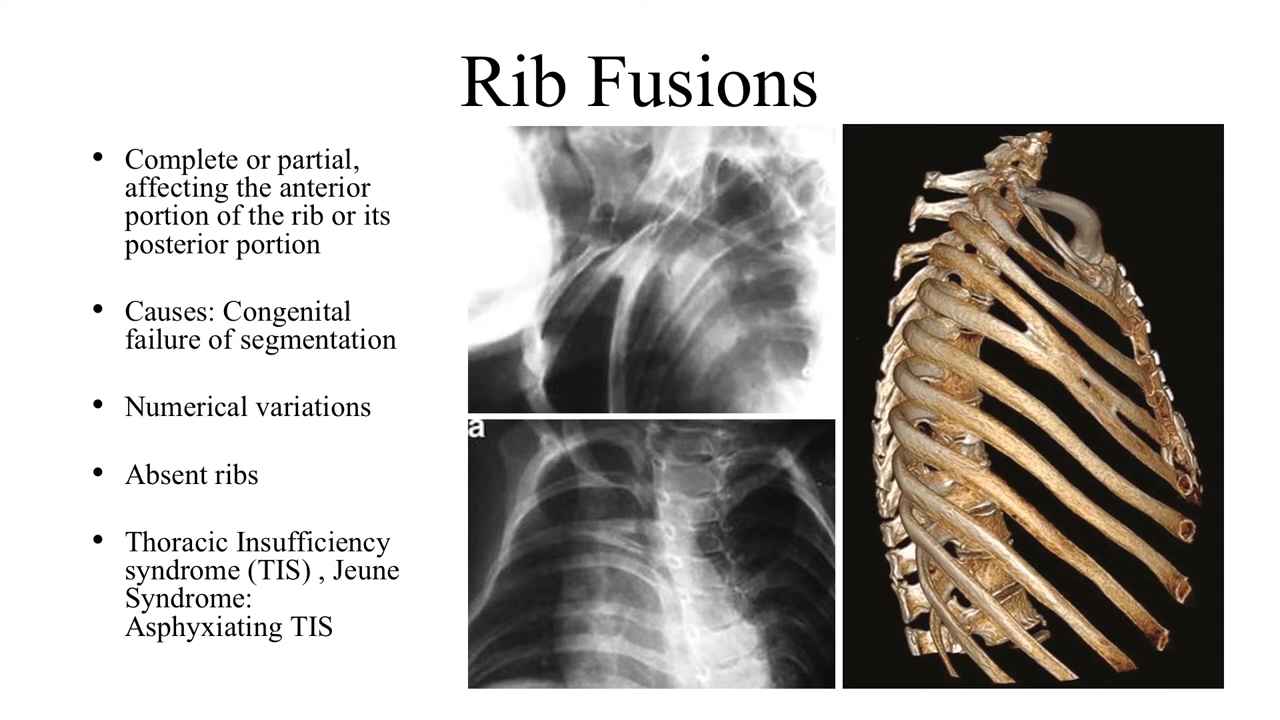 Rib Fusions
• Complete or partial,
affecting the anterior
portion of the rib or its
posterior portion
• Causes: Congenital
failure of segmentation
• Numerical variations
• Absent ribs
• Thoracic Insufficiency
syndrome (TIS) , Jeune
Syndrome:
Asphyxiating TIS
a